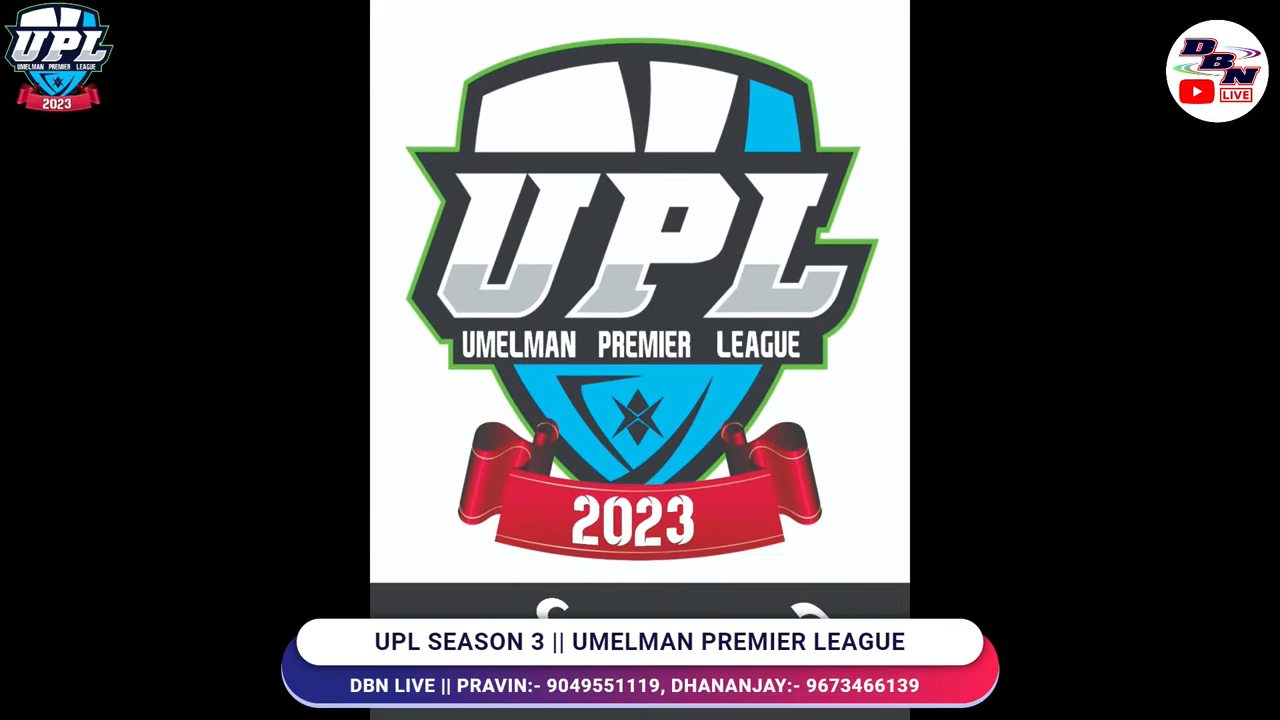 UPL
UMELMAN PREMIER LEAGUE
2023
DBN
LIVE
UPL
UMELMAN PREMIER LEAGUE
2023
UPL SEASON 3 || UMELMAN PREMIER LEAGUE
DBN LIVE || PRAVIN:- 9049551119, DHANANJAY:- 9673466139